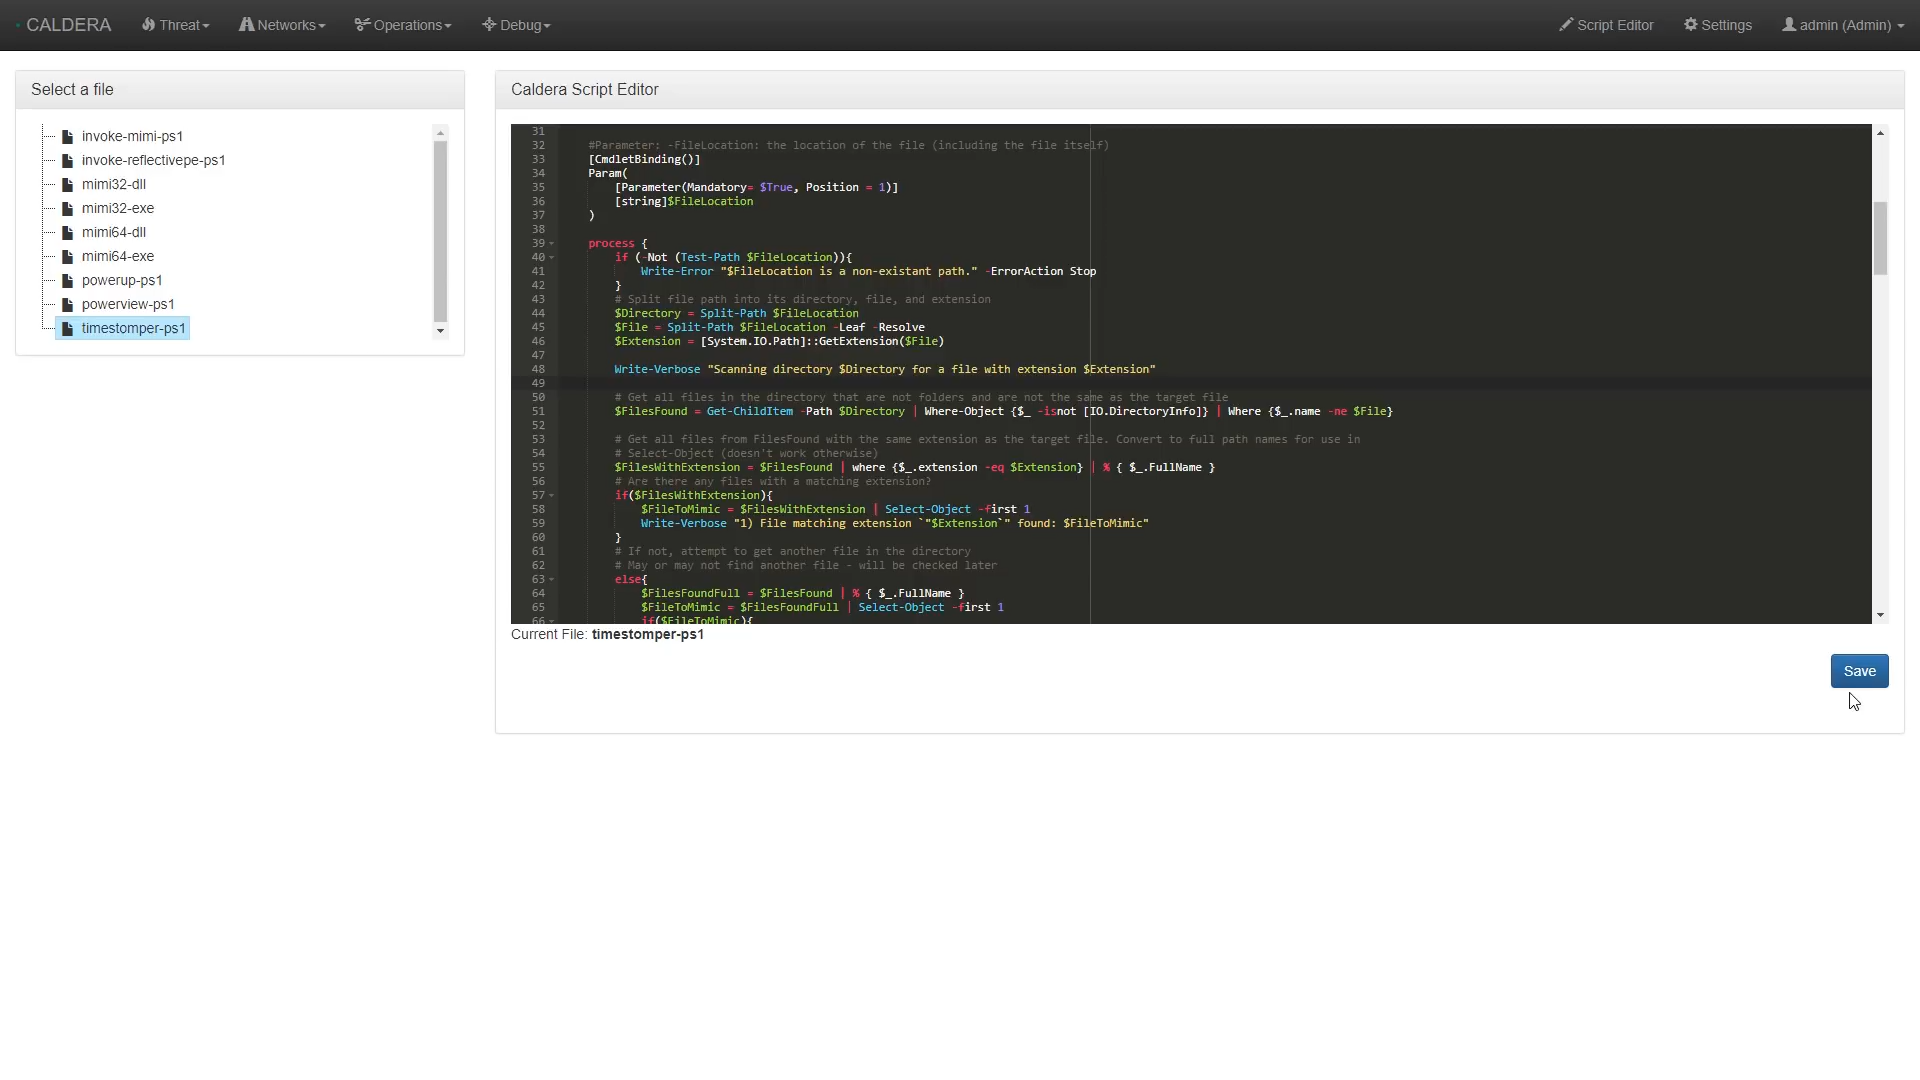 CALDERA Threat Networks Operations Debug Script Editor Settings admin (Admin)
Select a file
invoke-mimi-ps1
invoke-reflectivepe-ps1
mimi32-dll
mimi32-exe
mimi64-dll
mimi64-exe
powerup-ps1
powerview-ps1
timestomper-ps1
Caldera Script Editor
31
32 #Parameter: -FileLocation: the location of the file (including the file itself)
33 [CmdletBinding()]
34 Param(
35 [Parameter(Mandatory= $True, Position = 1)]
36 [string]$FileLocation
37 )
38
39 process {
40 if (-Not (Test-Path $FileLocation)){
41 Write-Error "$FileLocation is a non-existant path." -ErrorAction Stop
42 }
43 # Split file path into its directory, file, and extension
44 $Directory = Split-Path $FileLocation
45 $File = Split-Path $FileLocation -Leaf -Resolve
46 $Extension = [System.IO.Path]::GetExtension($File)
47
48 Write-Verbose "Scanning directory $Directory for a file with extension $Extension"
49
50 # Get all files in the directory that are not folders and are not the same as the target file
51 $FilesFound = Get-ChildItem -Path $Directory | Where-Object {$_ -isnot [IO.DirectoryInfo]} | Where {$_.name -ne $File}
52
53 # Get all files from FilesFound with the same extension as the target file. Convert to full path names for use in
54 # Select-Object (doesn't work otherwise)
55 $FilesWithExtension = $FilesFound | where {$_.extension -eq $Extension} | % { $_.FullName }
56 # Are there any files with a matching extension?
57 if($FilesWithExtension){
58 $FileToMimic = $FilesWithExtension | Select-Object -first 1
59 Write-Verbose "1) File matching extension `"$Extension`" found: $FileToMimic"
60 }
61 # If not, attempt to get another file in the directory
62 # May or may not find another file - will be checked later
63 else{
64 $FilesFoundFull = $FilesFound | % { $_.FullName }
65 $FileToMimic = $FilesFoundFull | Select-Object -first 1
66 if($FileToMimic){
Current File: timestomper-ps1
Save